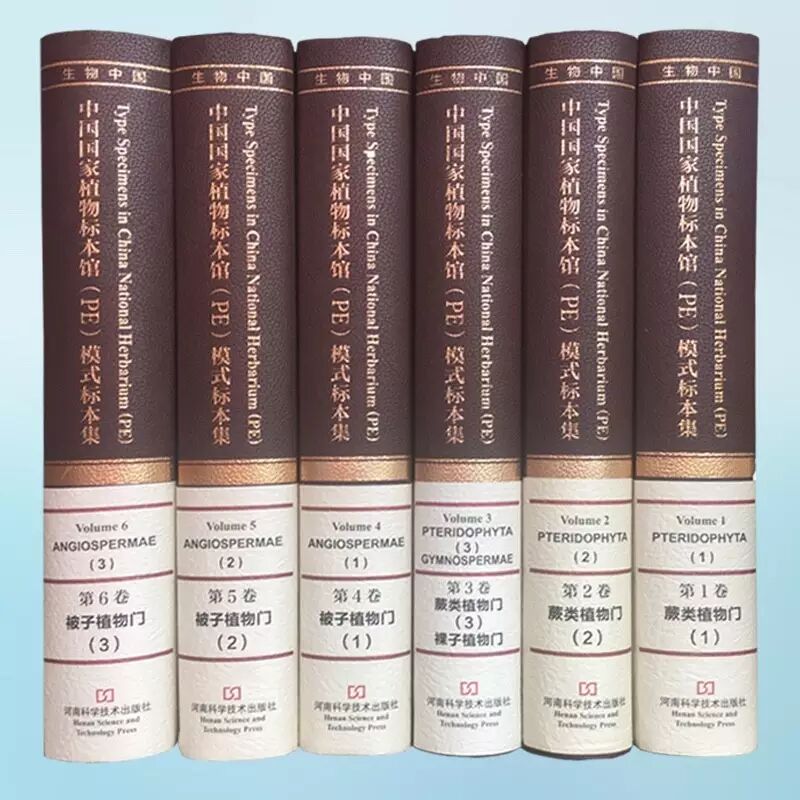 生物中国
Type Specimens in China National Herbarium (PE)
中国国家植物标本馆（PE）模式标本集
Volume 6
ANGIOSPERMAE
(3)
第6卷
被子植物门
(3)
河南科学技术出版社
Henan Science and
Technology Press
生物中国
Type Specimens in China National Herbarium (PE)
中国国家植物标本馆（PE）模式标本集
Volume 5
ANGIOSPERMAE
(2)
第5卷
被子植物门
(2)
河南科学技术出版社
Henan Science and
Technology Press
生物中国
Type Specimens in China National Herbarium (PE)
中国国家植物标本馆（PE）模式标本集
Volume 4
ANGIOSPERMAE
(1)
第4卷
被子植物门
(1)
河南科学技术出版社
Henan Science and
Technology Press
生物中国
Type Specimens in China National Herbarium (PE)
中国国家植物标本馆（PE）模式标本集
Volume 3
PTERIDOPHYTA
(3)
GYMNOSPERMAE
第3卷
蕨类植物门
(3)
裸子植物门
河南科学技术出版社
Henan Science and
Technology Press
生物中国
Type Specimens in China National Herbarium (PE)
中国国家植物标本馆（PE）模式标本集
Volume 2
PTERIDOPHYTA
(2)
第2卷
蕨类植物门
(2)
河南科学技术出版社
Henan Science and
Technology Press
生物中国
Type Specimens in China National Herbarium (PE)
中国国家植物标本馆（PE）模式标本集
Volume 1
PTERIDOPHYTA
(1)
第1卷
蕨类植物门
(1)
河南科学技术出版社
Henan Science and
Technology Press